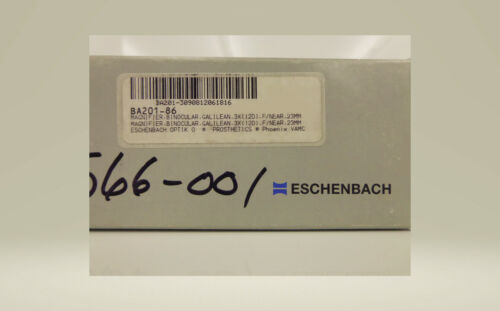 BA201-3090812061816
BA201-86
MAGNIFIER.BINOCULAR.GALILEAN.3X(12D).F/NEAR.23MM
MAGNIFIER.BINOCULAR.GALILEAN.3X(12D).F/NEAR.23MM
ESCHENBACH OPTIK O * PROSTHETICS * Phoenix VAMC
566-001
ESCHENBACH